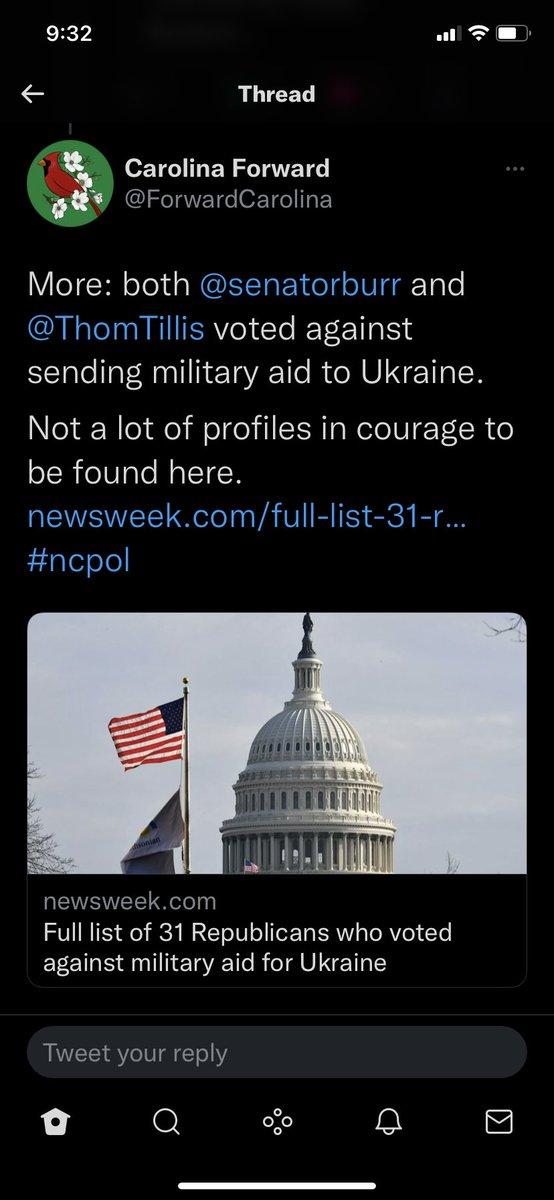 9:32
Thread
Carolina Forward
@ForwardCarolina
More: both @senatorburr and
@ThomTillis voted against
sending military aid to Ukraine.
Not a lot of profiles in courage to
be found here.
newsweek.com/full-list-31-r...
#ncpol
newsweek.com
Full list of 31 Republicans who voted
against military aid for Ukraine
Tweet your reply